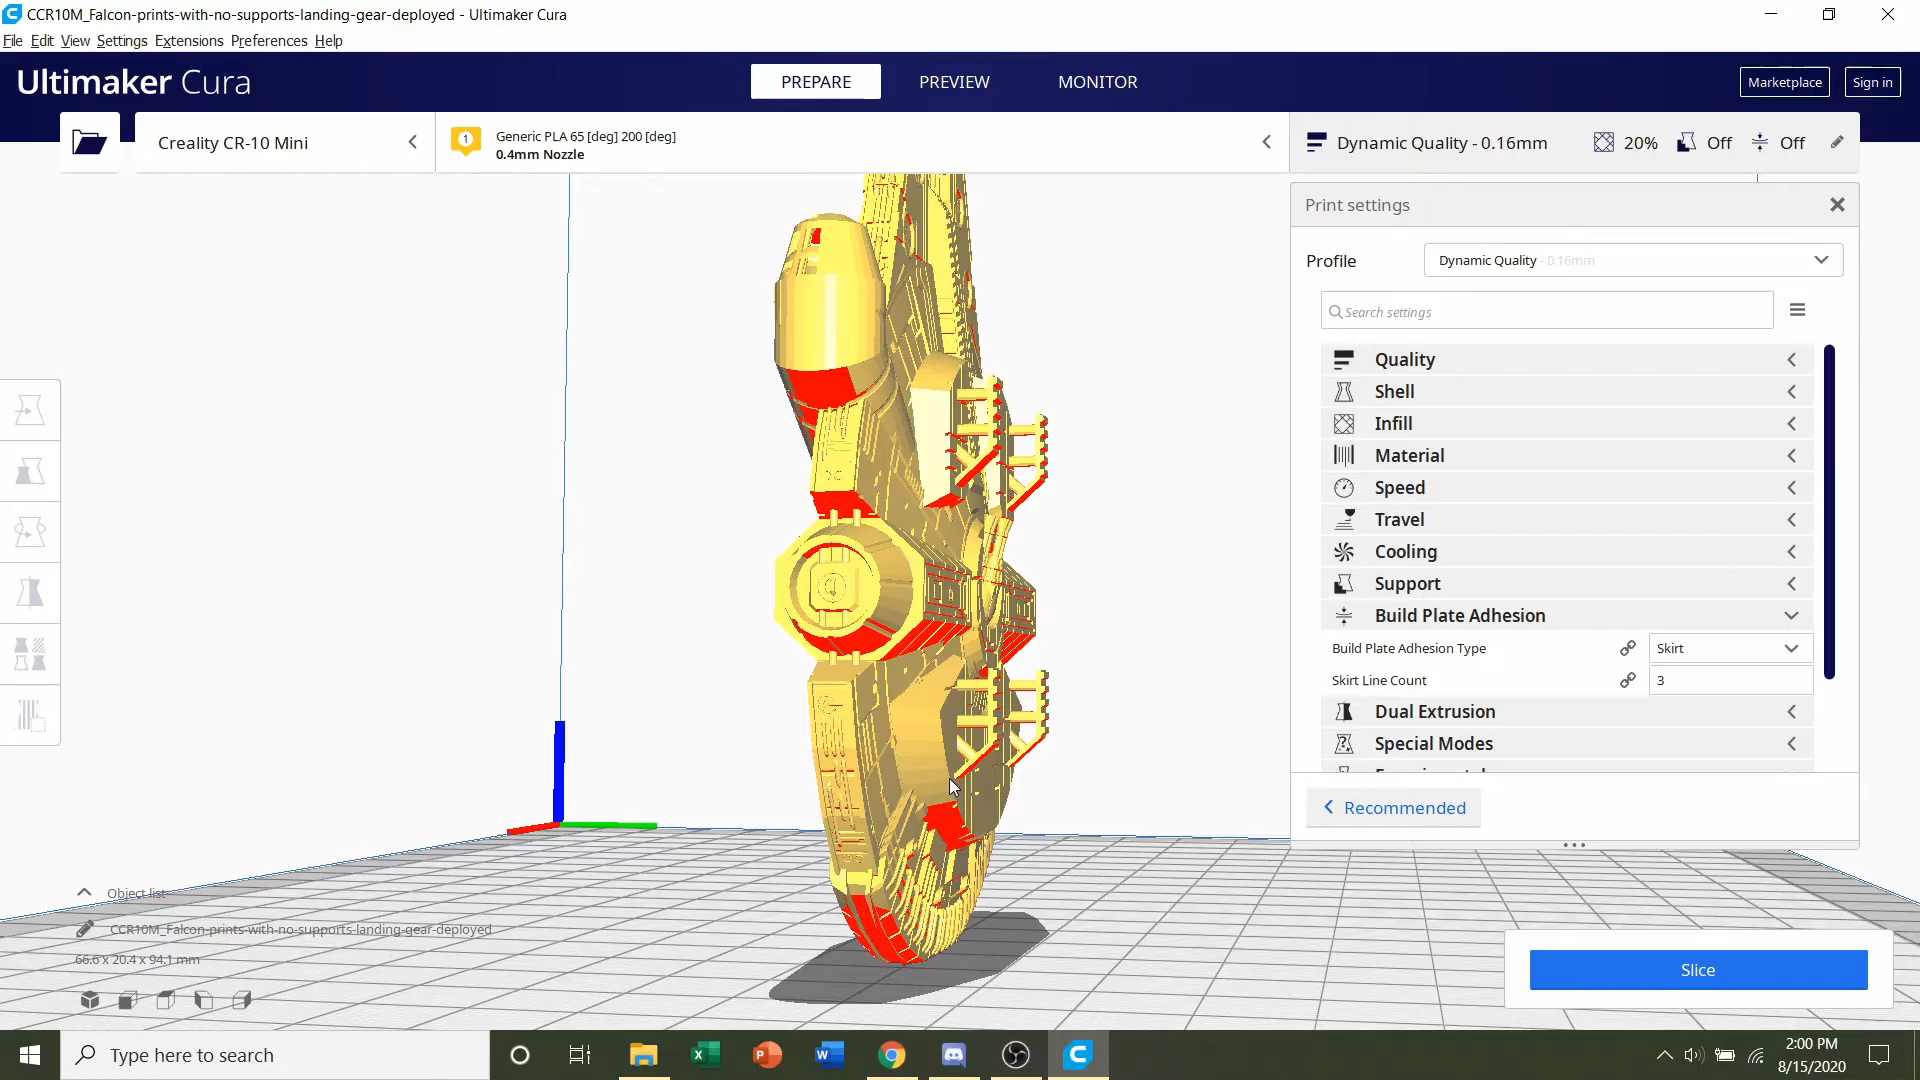 CCR10M_Falcon-prints-with-no-supports-landing-gear-deployed - Ultimaker Cura
File Edit View Settings Extensions Preferences Help
Ultimaker Cura
PREPARE
PREVIEW
MONITOR
Marketplace
Sign in
Creality CR-10 Mini
1
Generic PLA 65 [deg] 200 [deg]
0.4mm Nozzle
Dynamic Quality - 0.16mm
20%
Off
Off
Print settings
Profile
Dynamic Quality - 0.16mm
Search settings
Quality
Shell
Infill
Material
Speed
Travel
Cooling
Support
Build Plate Adhesion
Build Plate Adhesion Type
Skirt
Skirt Line Count
3
Dual Extrusion
Special Modes
Recommended
Object list
CCR10M_Falcon-prints-with-no-supports-landing-gear-deployed
66.6 x 20.4 x 94.1 mm
Slice
Type here to search
2:00 PM
8/15/2020